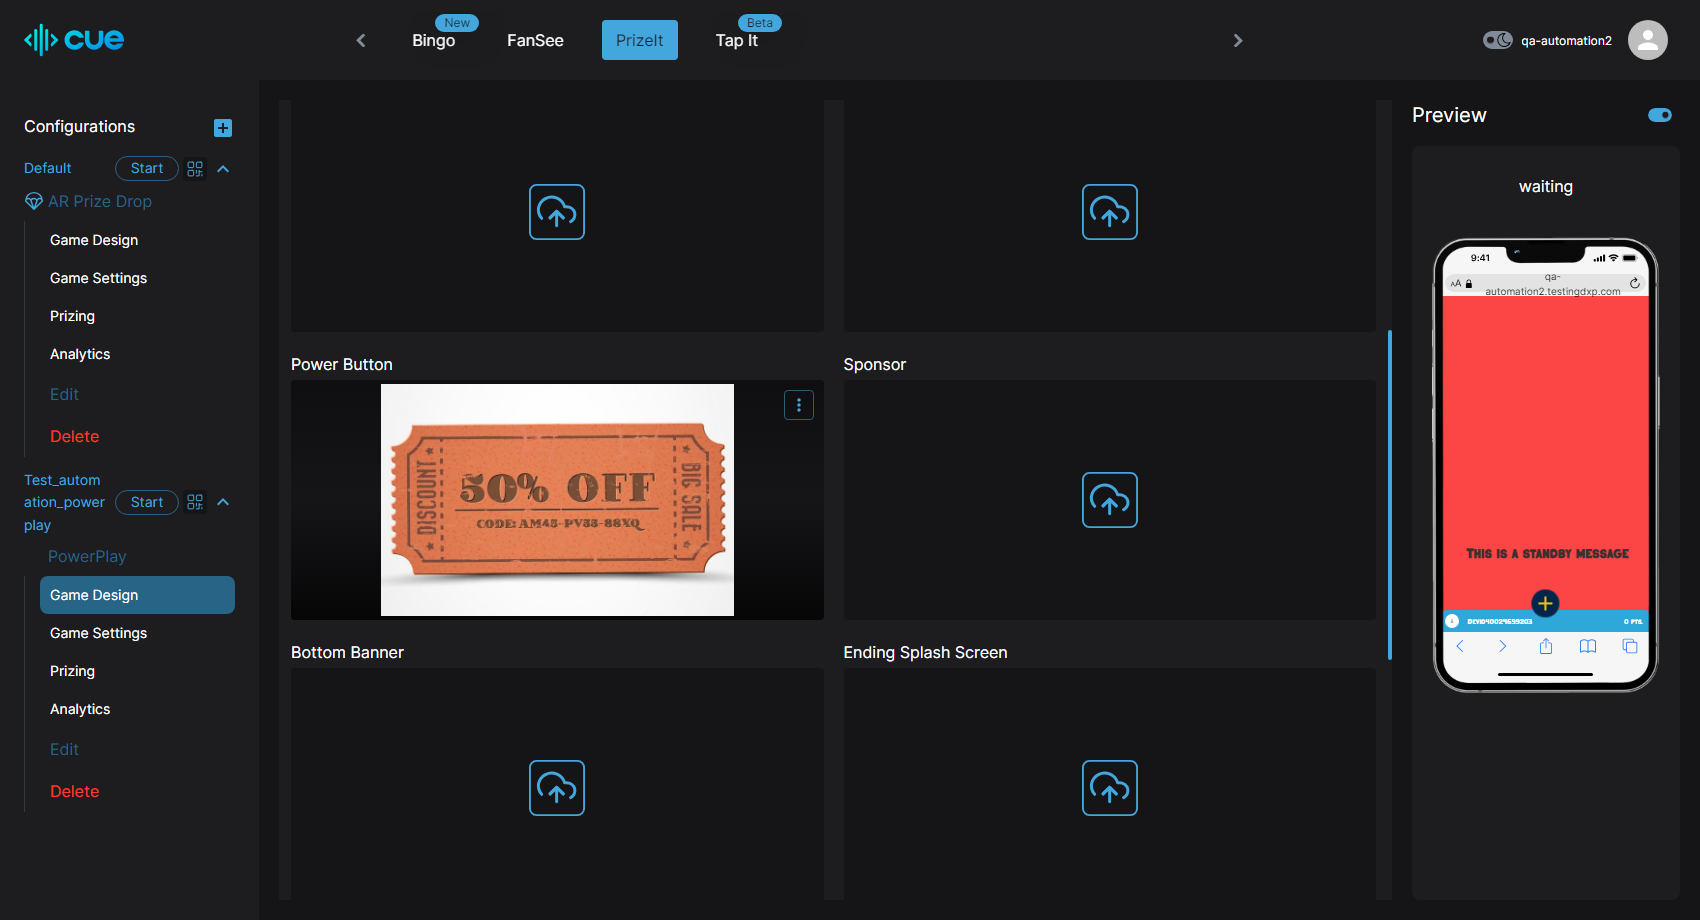 cue
New
Bingo
FanSee
PrizeIt
Beta
Tap It
qa-automation2
Configurations
Default
Start
AR Prize Drop
Game Design
Game Settings
Prizing
Analytics
Edit
Delete
Test_autom
ation_power
play
Start
PowerPlay
Game Design
Game Settings
Prizing
Analytics
Edit
Delete
Power Button
Sponsor
DISCOUNT
50% OFF
CODE: AM45-PV33-88XQ
BIG SALE
Bottom Banner
Ending Splash Screen
Preview
waiting
9:41
AA
qa-
automation2.testingdxp.com
This is a standby message
0 PTS.